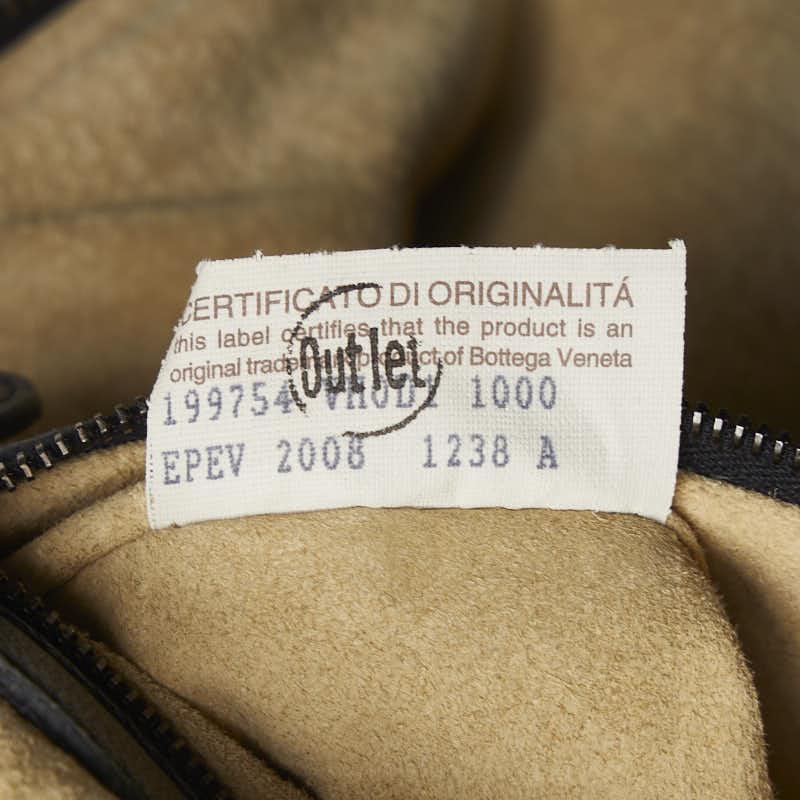 CERTIFICATO DI ORIGINALITÁ
this label certifies that the product is an
original trademark product of Bottega Veneta
Outlet
199754 1000
EPEV 2008 1238 A